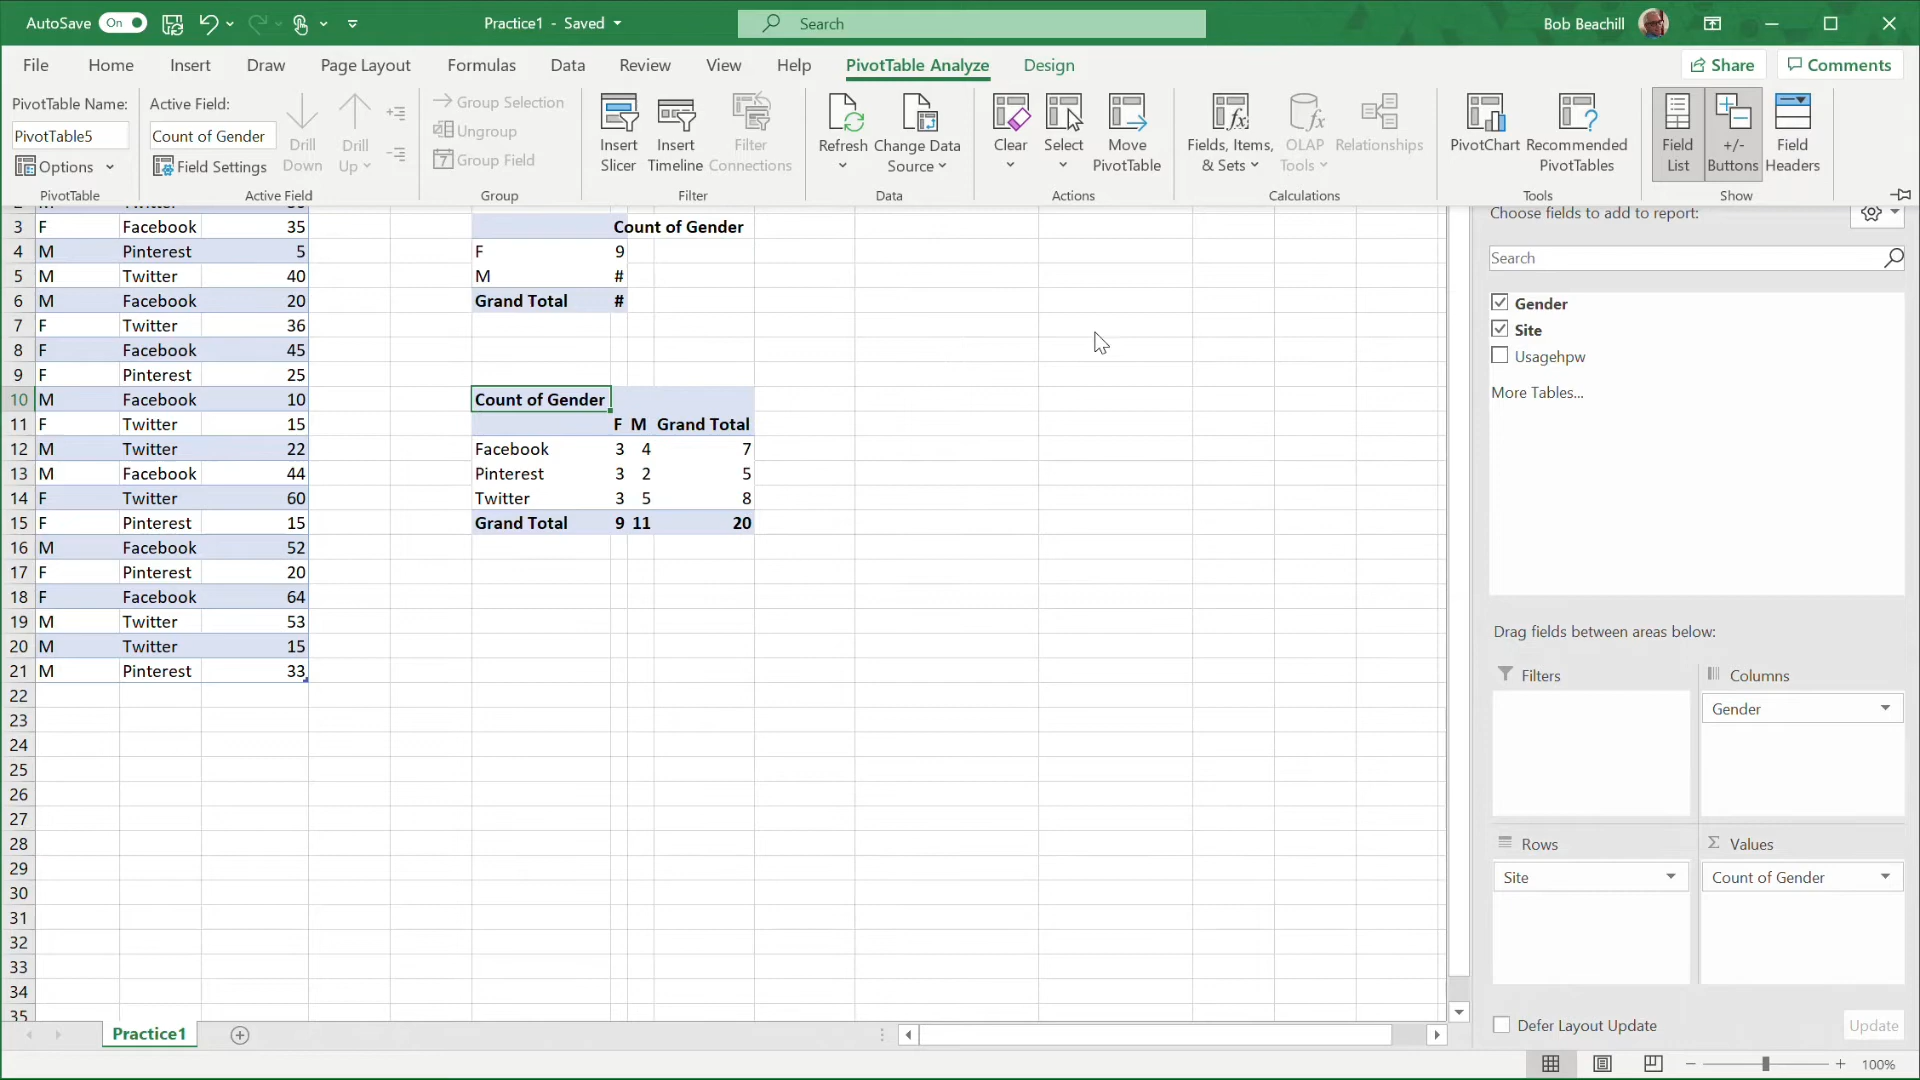 AutoSave On
Practice1 - Saved
Search
Bob Beachill
File Home Insert Draw Page Layout Formulas Data Review View Help PivotTable Analyze Design Share Comments
PivotTable Name:
PivotTable5
Options
PivotTable
Active Field:
Count of Gender
Field Settings
Drill Down
Drill Up
Active Field
Group Selection
Ungroup
7 Group Field
Group
Insert Slicer
Insert Timeline
Filter Connections
Filter
Refresh
Change Data Source
Data
Clear
Select
Move PivotTable
Actions
Fields, Items, & Sets
OLAP Tools
Relationships
Calculations
PivotChart
Recommended PivotTables
Tools
Field List
+/- Buttons
Field Headers
Show
3 F Facebook 35 Count of Gender
4 M Pinterest 5 F 9
5 M Twitter 40 M #
6 M Facebook 20 Grand Total #
7 F Twitter 36
8 F Facebook 45
9 F Pinterest 25
10 M Facebook 10 Count of Gender
11 F Twitter 15 F M Grand Total
12 M Twitter 22 Facebook 3 4 7
13 M Facebook 44 Pinterest 3 2 5
14 F Twitter 60 Twitter 3 5 8
15 F Pinterest 15 Grand Total 9 11 20
16 M Facebook 52
17 F Pinterest 20
18 F Facebook 64
19 M Twitter 53
20 M Twitter 15
21 M Pinterest 33
22
23
24
25
26
27
28
29
30
31
32
33
34
35
Choose fields to add to report:
Search
Gender
Site
Usagehpw
More Tables...
Drag fields between areas below:
Filters
Columns
Gender
Rows
Site
Σ Values
Count of Gender
Defer Layout Update
Update
Practice1
100%